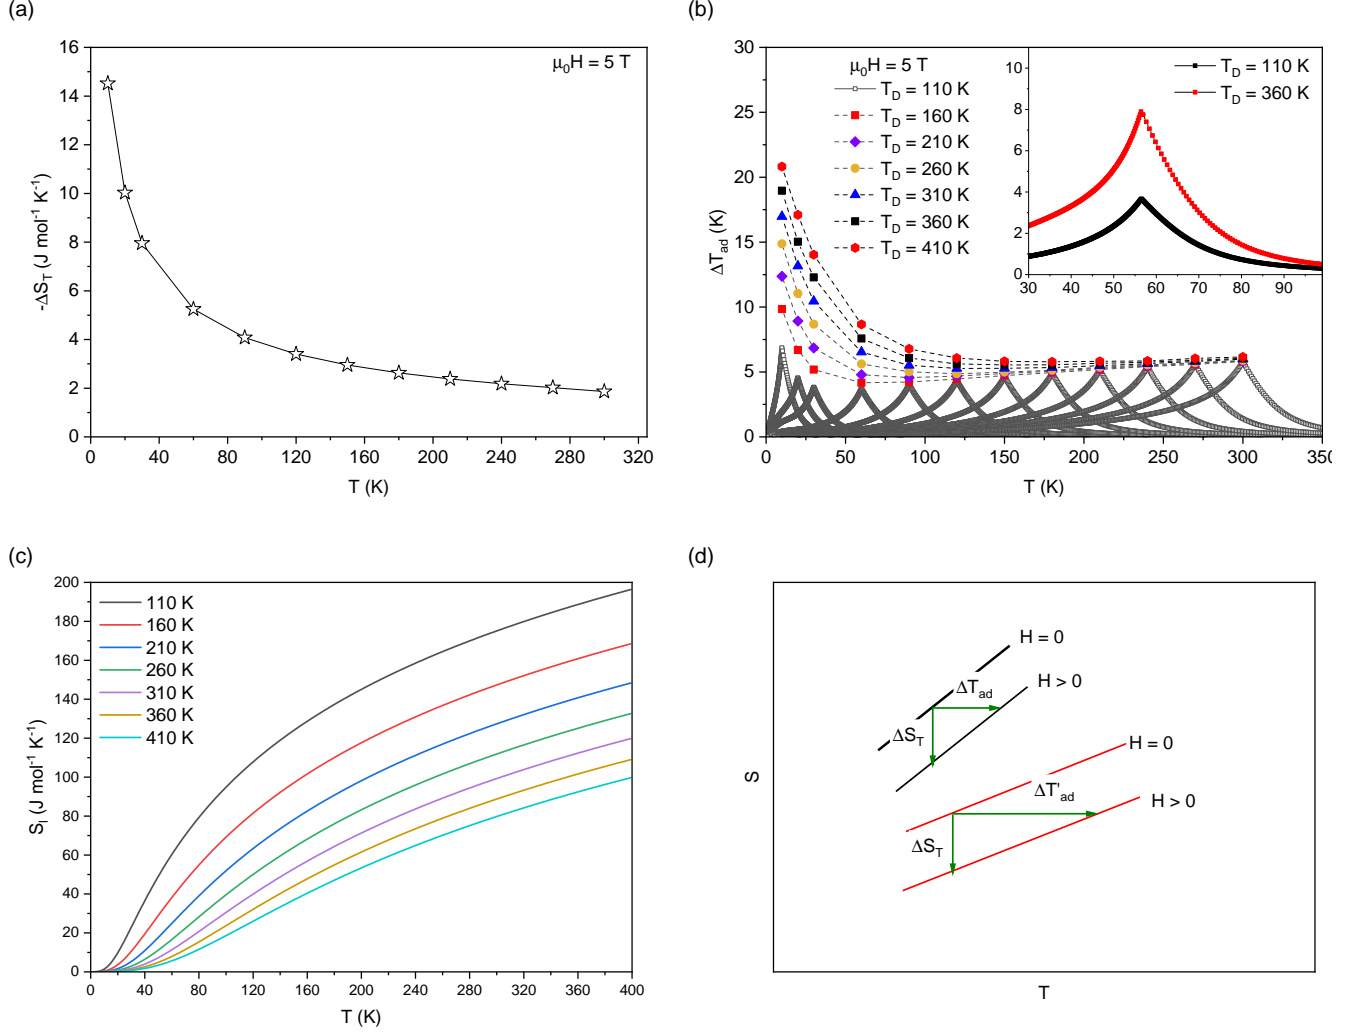 (a)
16
14
12
10
8
6
4
2
0
0 40 80 120 160 200 240 280 320
-ΔS_T (J mol⁻¹ K⁻¹)
T (K)
μ₀H = 5 T
(b)
30
25
20
15
10
5
0
0 50 100 150 200 250 300 350
ΔT_ad (K)
T (K)
μ₀H = 5 T
T_D = 110 K
T_D = 160 K
T_D = 210 K
T_D = 260 K
T_D = 310 K
T_D = 360 K
T_D = 410 K
10
8
6
4
2
0
30 40 50 60 70 80 90
T_D = 110 K
T_D = 360 K
(c)
200
180
160
140
120
100
80
60
40
20
0
0 40 80 120 160 200 240 280 320 360 400
S_l (J mol⁻¹ K⁻¹)
T (K)
110 K
160 K
210 K
260 K
310 K
360 K
410 K
(d)
S
T
H = 0
H > 0
ΔT_ad
ΔS_T
H = 0
H > 0
ΔT'_ad
ΔS_T